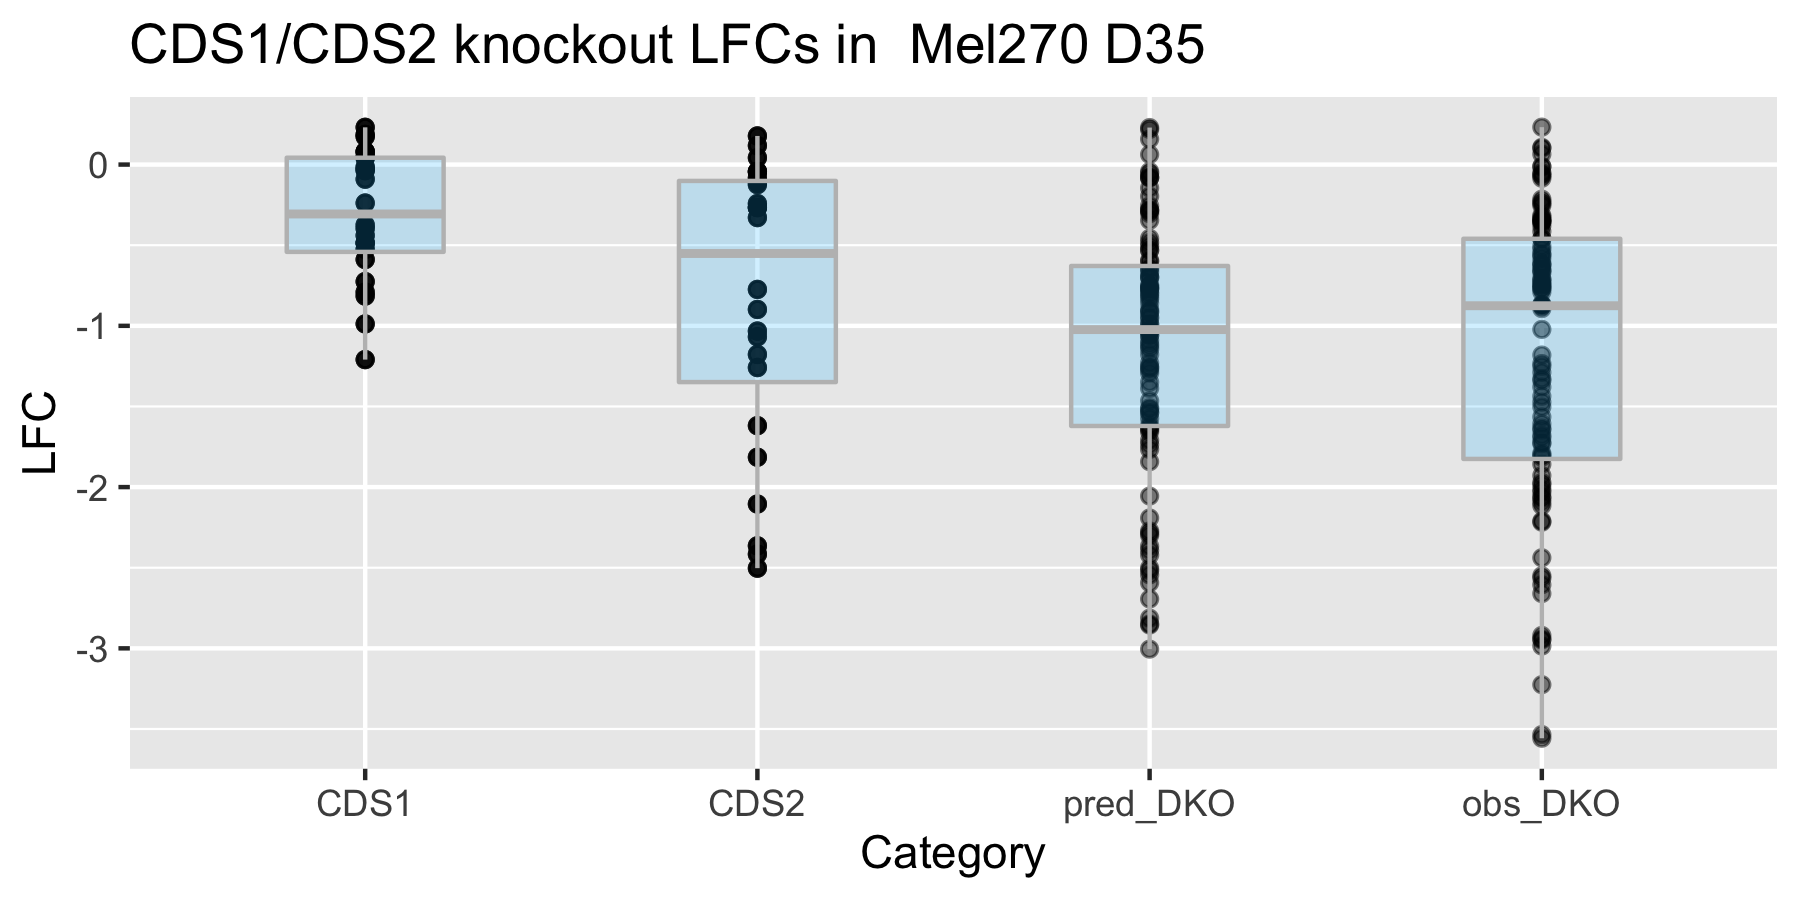 CDS1/CDS2 knockout LFCs in  Mel270 D35
LFC
0
-1
-2
-3
CDS1 CDS2 pred_DKO obs_DKO
Category